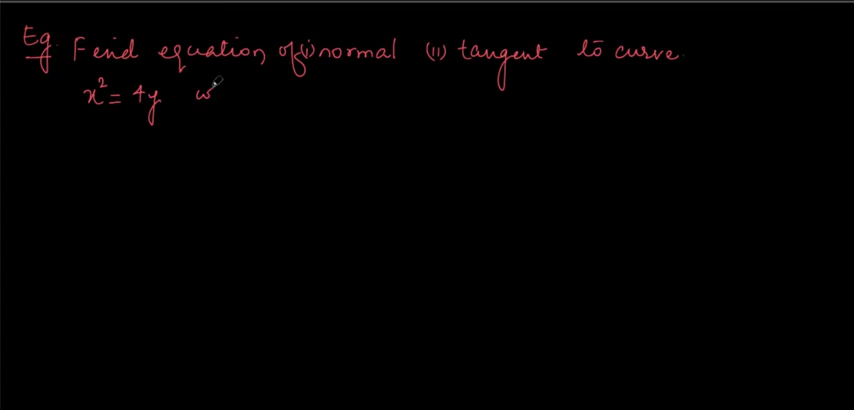 Eg. Find equation of (i) normal (ii) tangent to curve
x² = 4y w